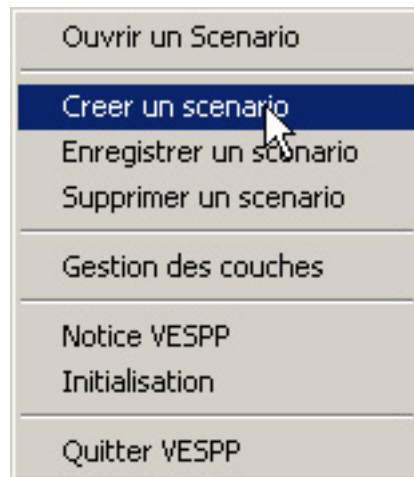 Ouvrir un Scenario
Creer un scenario
Enregistrer un scenario
Supprimer un scenario
Gestion des couches
Notice VESPP
Initialisation
Quitter VESPP